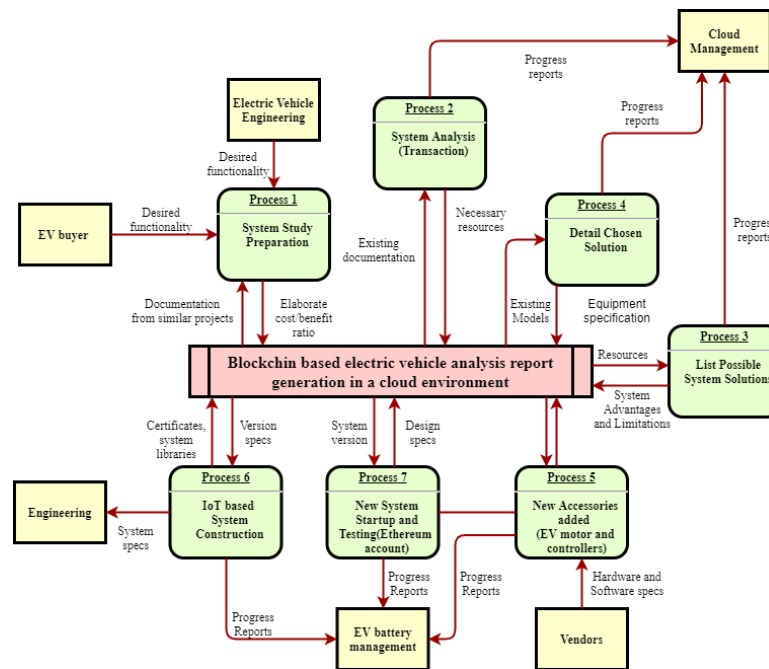 Cloud
Management
Progress
reports
Process 2
System Analysis
(Transaction)
Electric Vehicle
Engineering
Progress
reports
Desired
functionality
Process 1
System Study
Preparation
Process 4
Detail Chosen
Solution
EV buyer
Desired
functionality
Necessary
resources
Existing
documentation
Progress
reports
Documentation
from similar projects
Elaborate
cost/benefit
ratio
Existing
Models
Equipment
specification
Process 3
List Possible
System Solutions
Blockchin based electric vehicle analysis report
generation in a cloud environment
Resources
System
Advantages
and Limitations
Certificates,
system
libraries
Version
specs
System
version
Design
specs
Process 6
IoT based
System
Construction
Process 7
New System
Startup and
Testing(Ethereum
account)
Process 5
New Accessories
added
(EV motor and
controllers)
Engineering
System
specs
Progress
Reports
Progress
Reports
Progress
Reports
Hardware and
Software specs
EV battery
management
Vendors